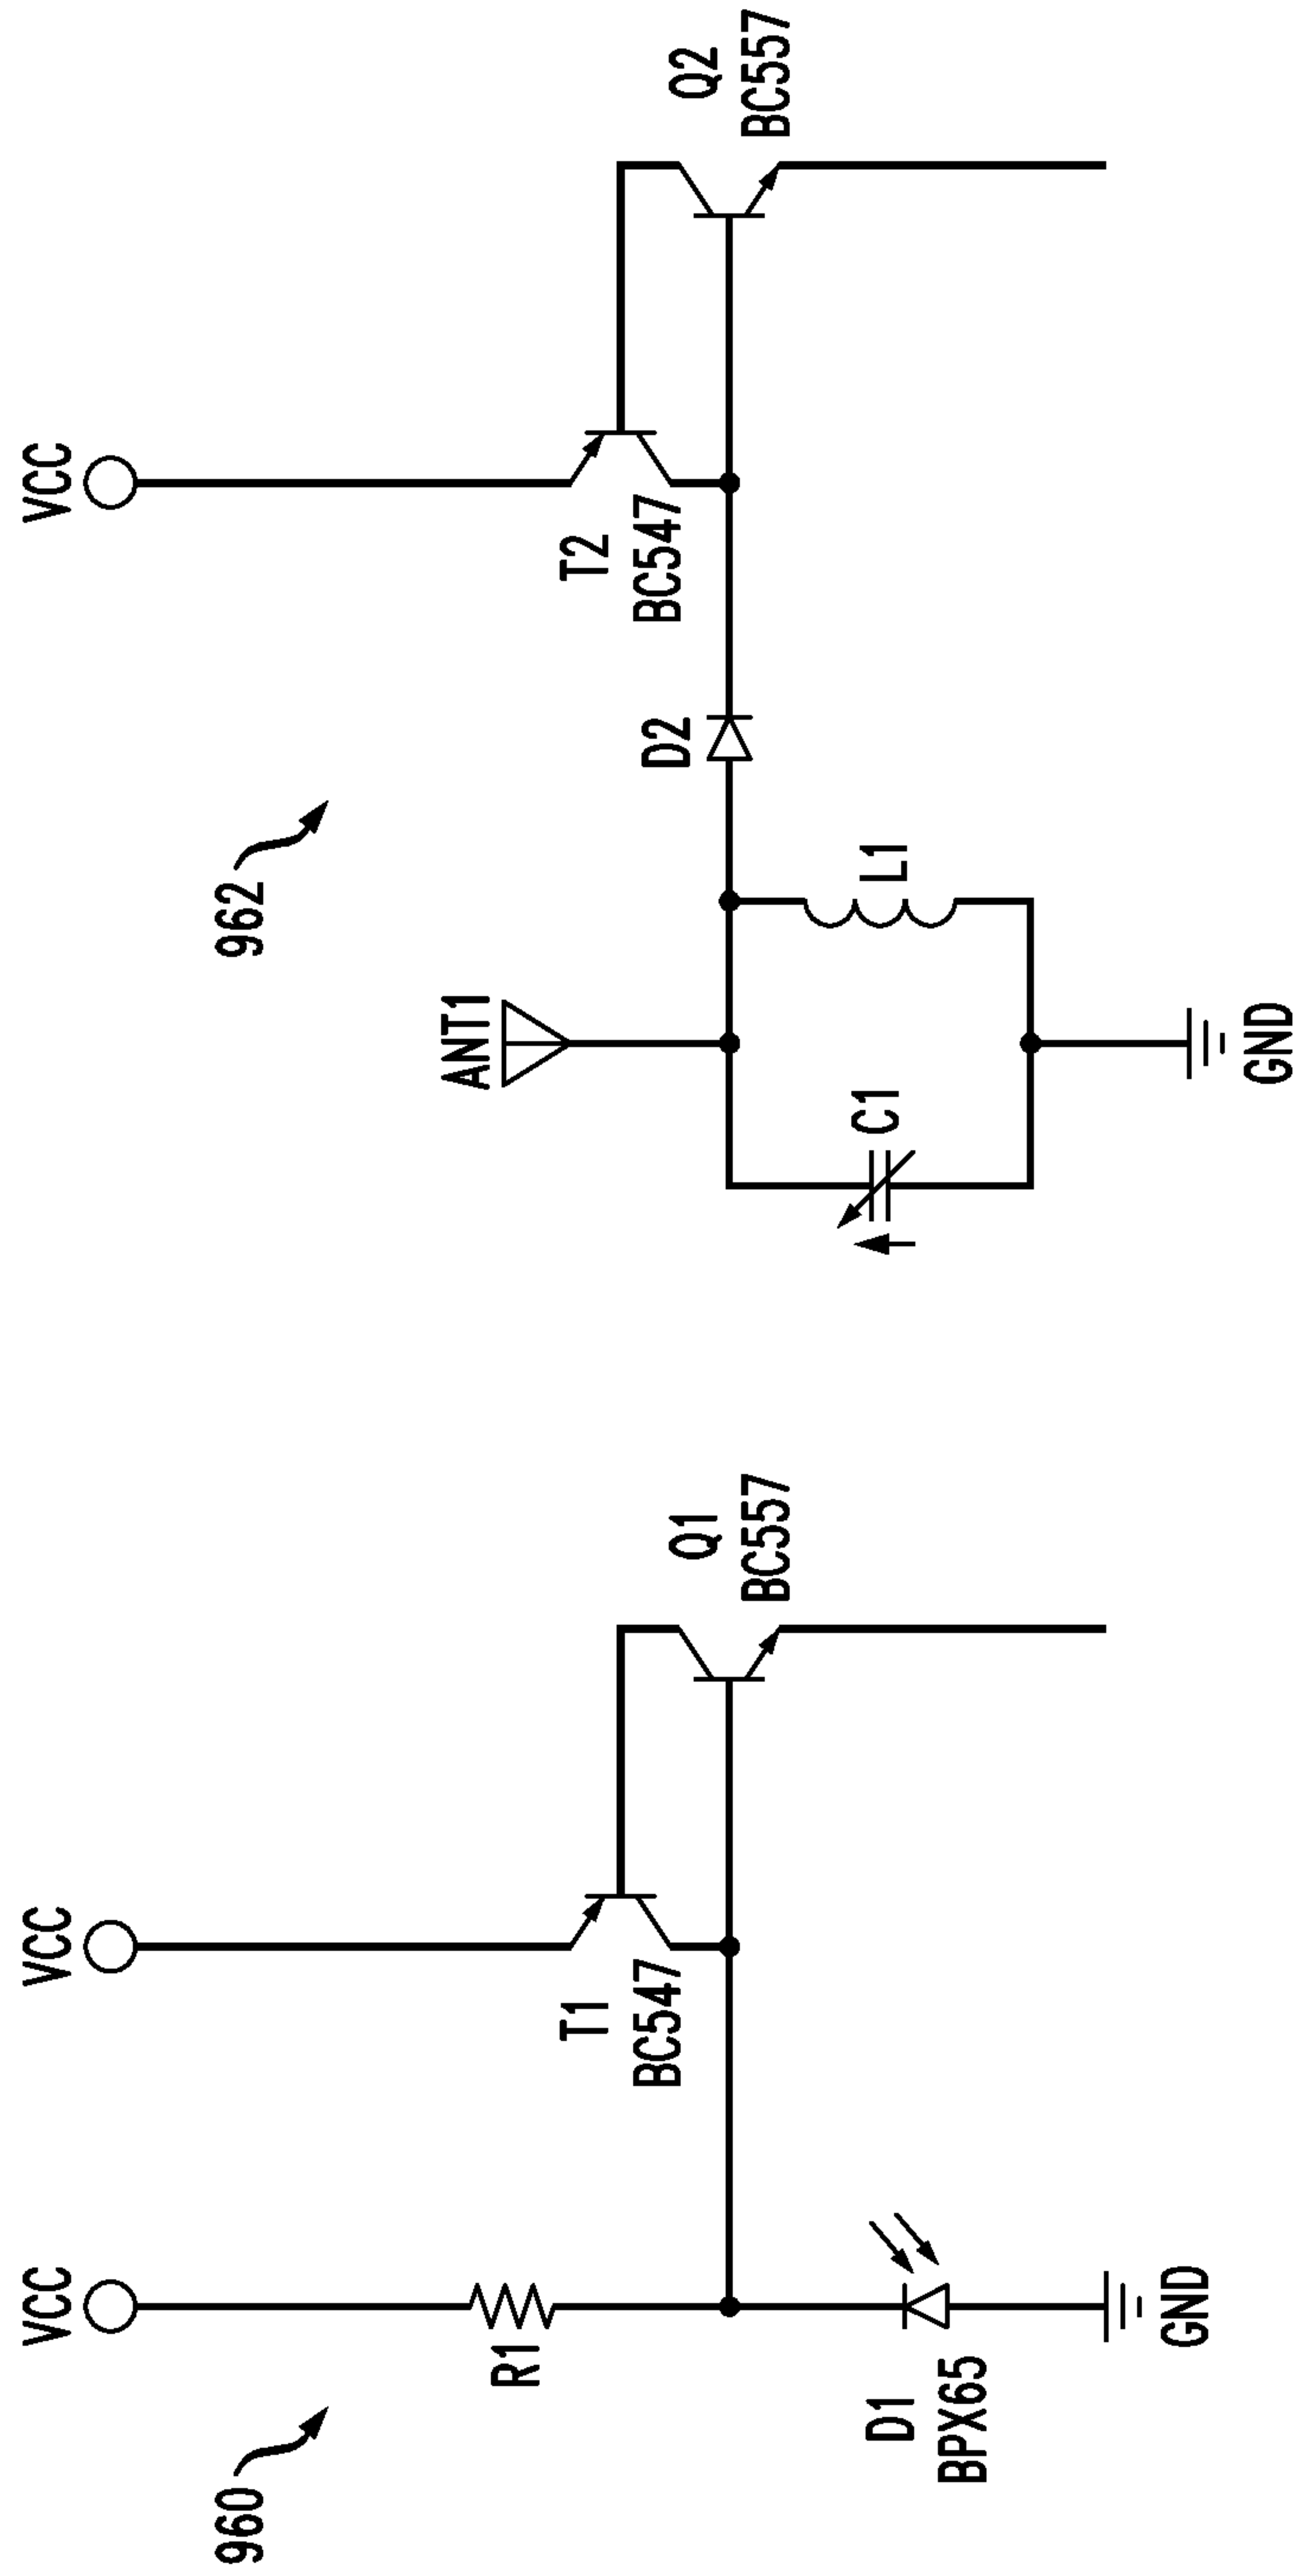 960
VCC
R1
D1
BPX65
GND
VCC
T1
BC547
Q1
BC557
962
ANT1
C1
L1
GND
D2
VCC
T2
BC547
Q2
BC557